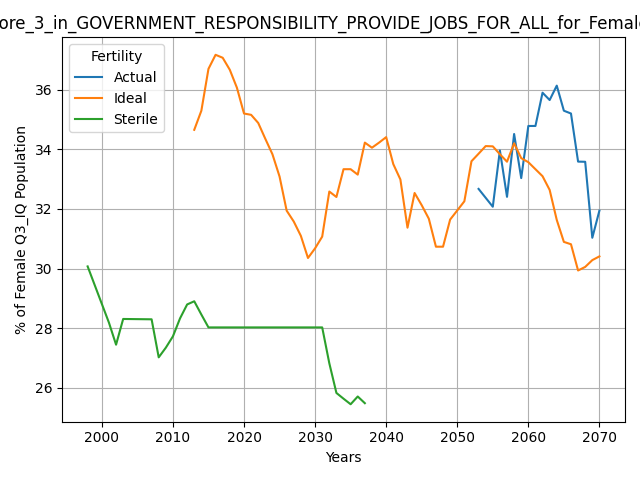 ore_3_in_GOVERNMENT_RESPONSIBILITY_PROVIDE_JOBS_FOR_ALL_for_Female
Fertility
Actual
Ideal
Sterile
% of Female Q3_IQ Population
36
34
32
30
28
26
2000 2010 2020 2030 2040 2050 2060 2070
Years